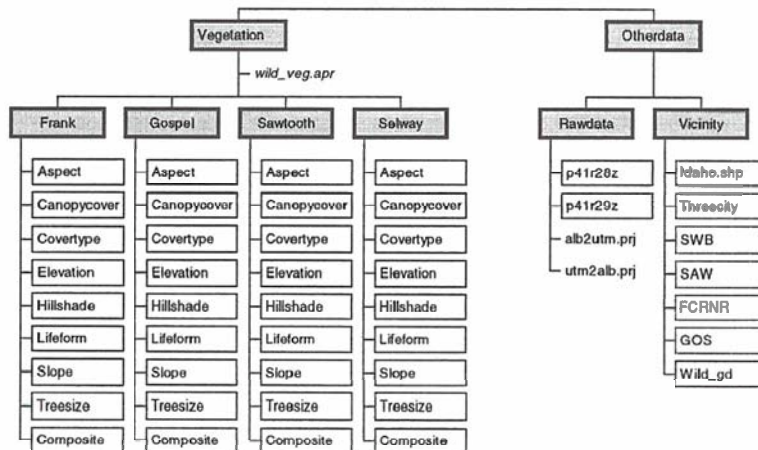 Vegetation
Otherdata
wild_veg.apr
Frank
Gospel
Sawtooth
Selway
Rawdata
Vicinity
Aspect
Canopycover
Covertype
Elevation
Hillshade
Lifeform
Slope
Treesize
Composite
Aspect
Canopycover
Covertype
Elevation
Hillshade
Lifeform
Slope
Treesize
Composite
Aspect
Canopycover
Covertype
Elevation
Hillshade
Lifeform
Slope
Treesize
Composite
Aspect
Canopycover
Covertype
Elevation
Hillshade
Lifeform
Slope
Treesize
Composite
p41r28z
p41r29z
alb2utm.prj
utm2alb.prj
Idaho.shp
Threecity
SWB
SAW
FCRNR
GOS
Wild_gd